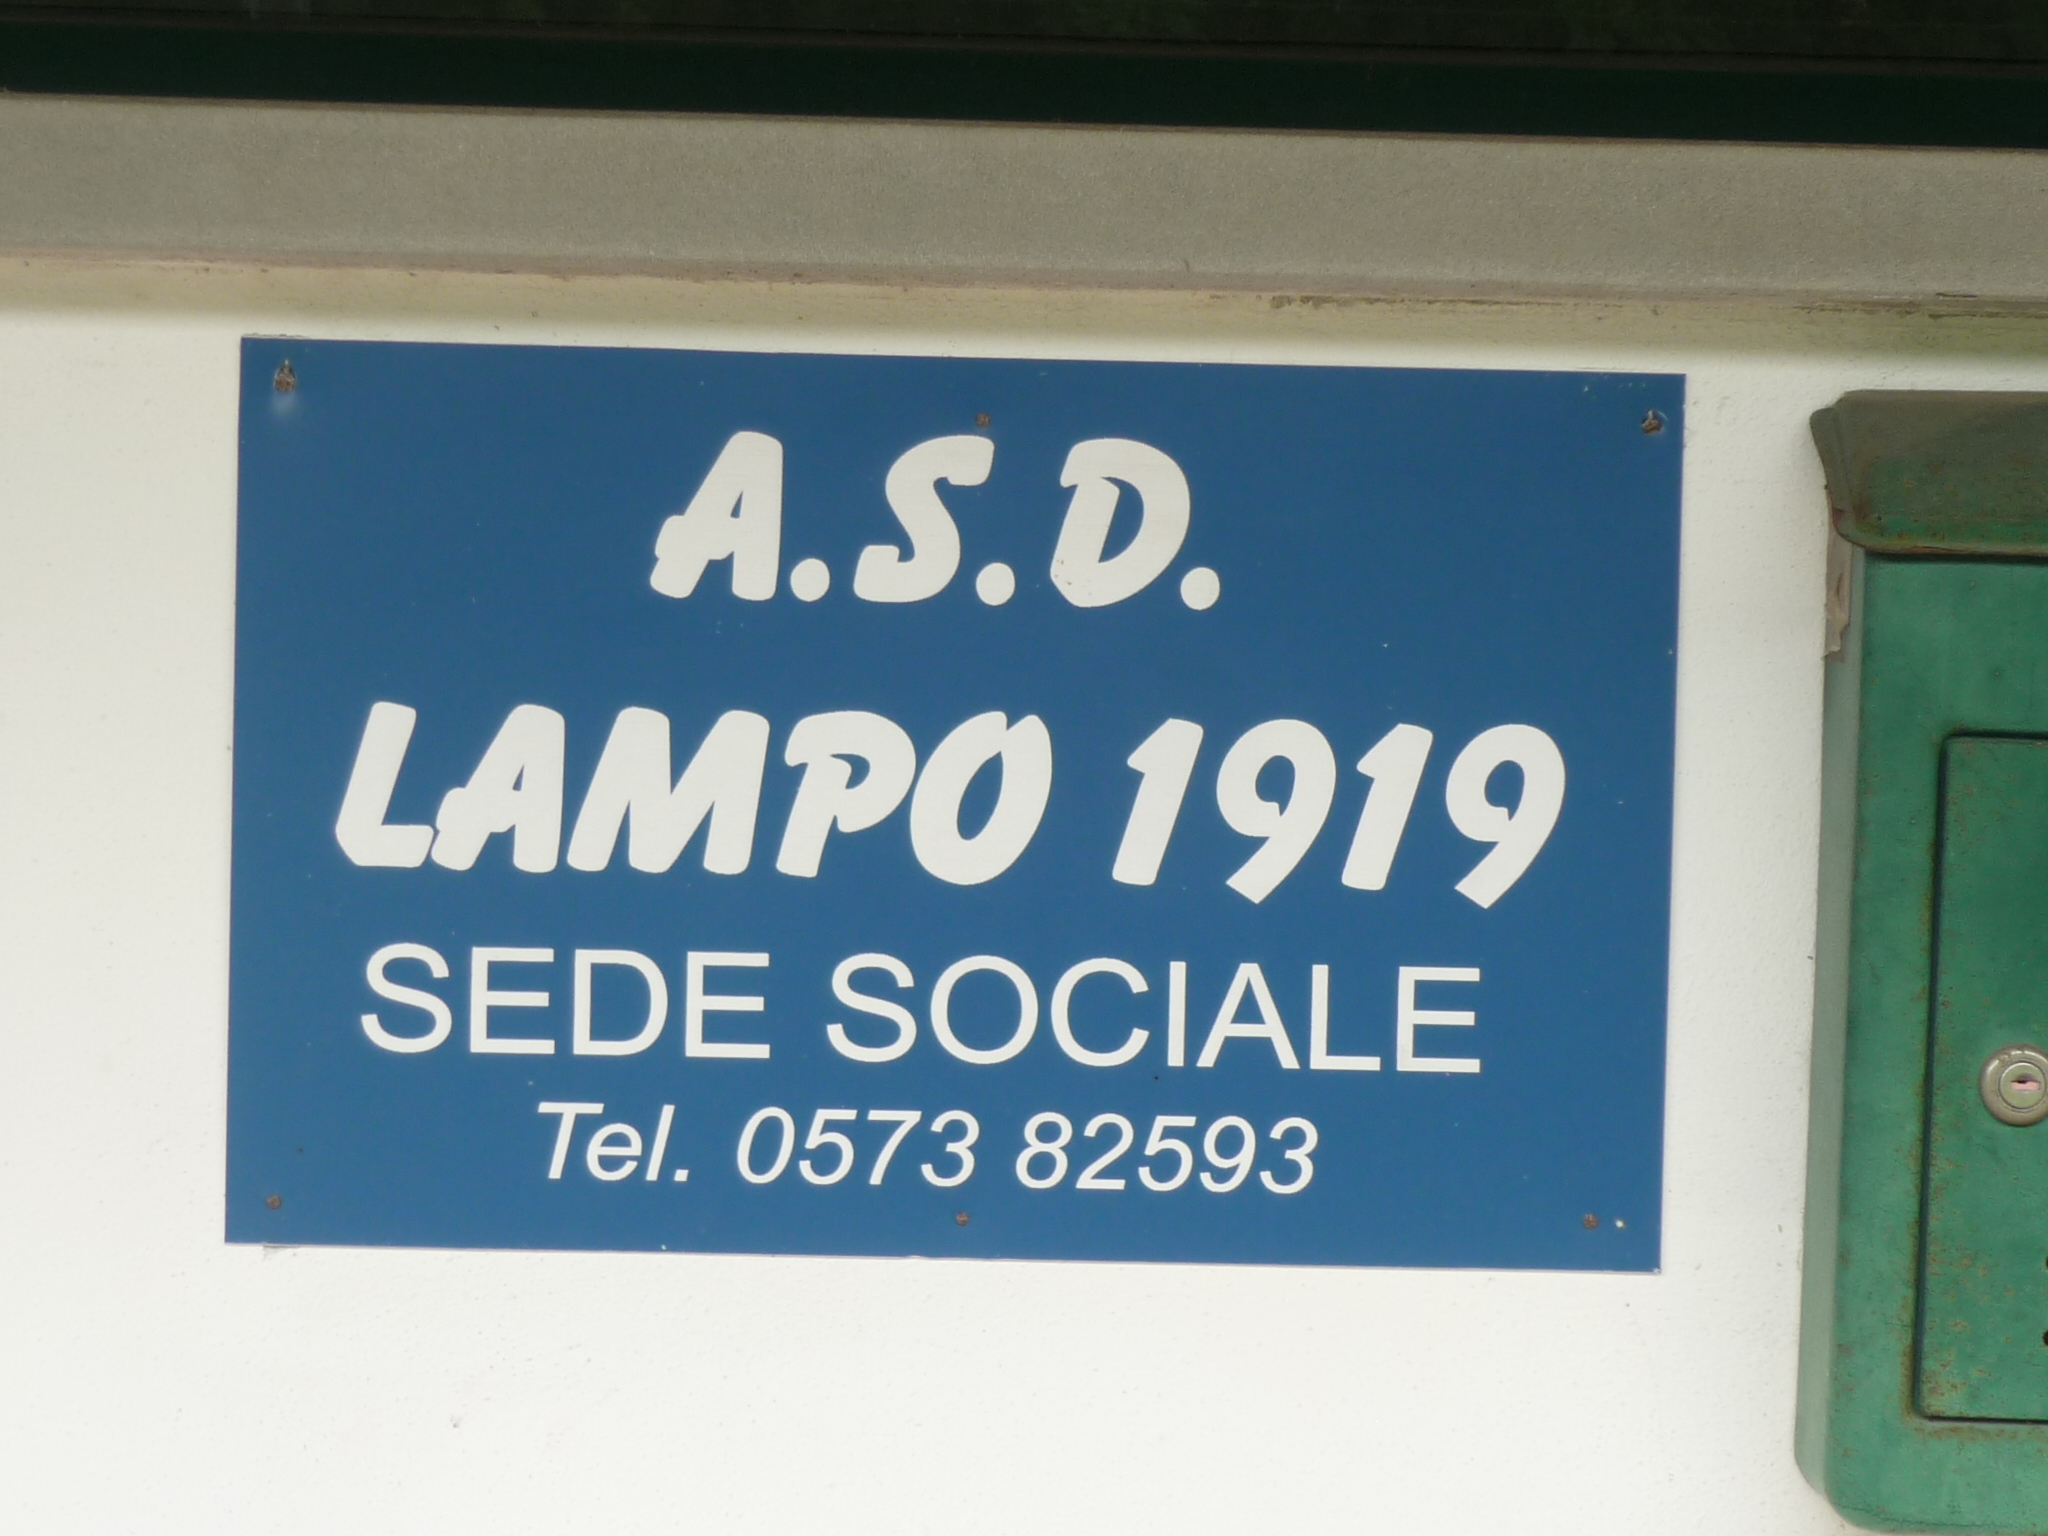 A.S.D.
LAMPO 1919
SEDE SOCIALE
Tel. 0573 82593